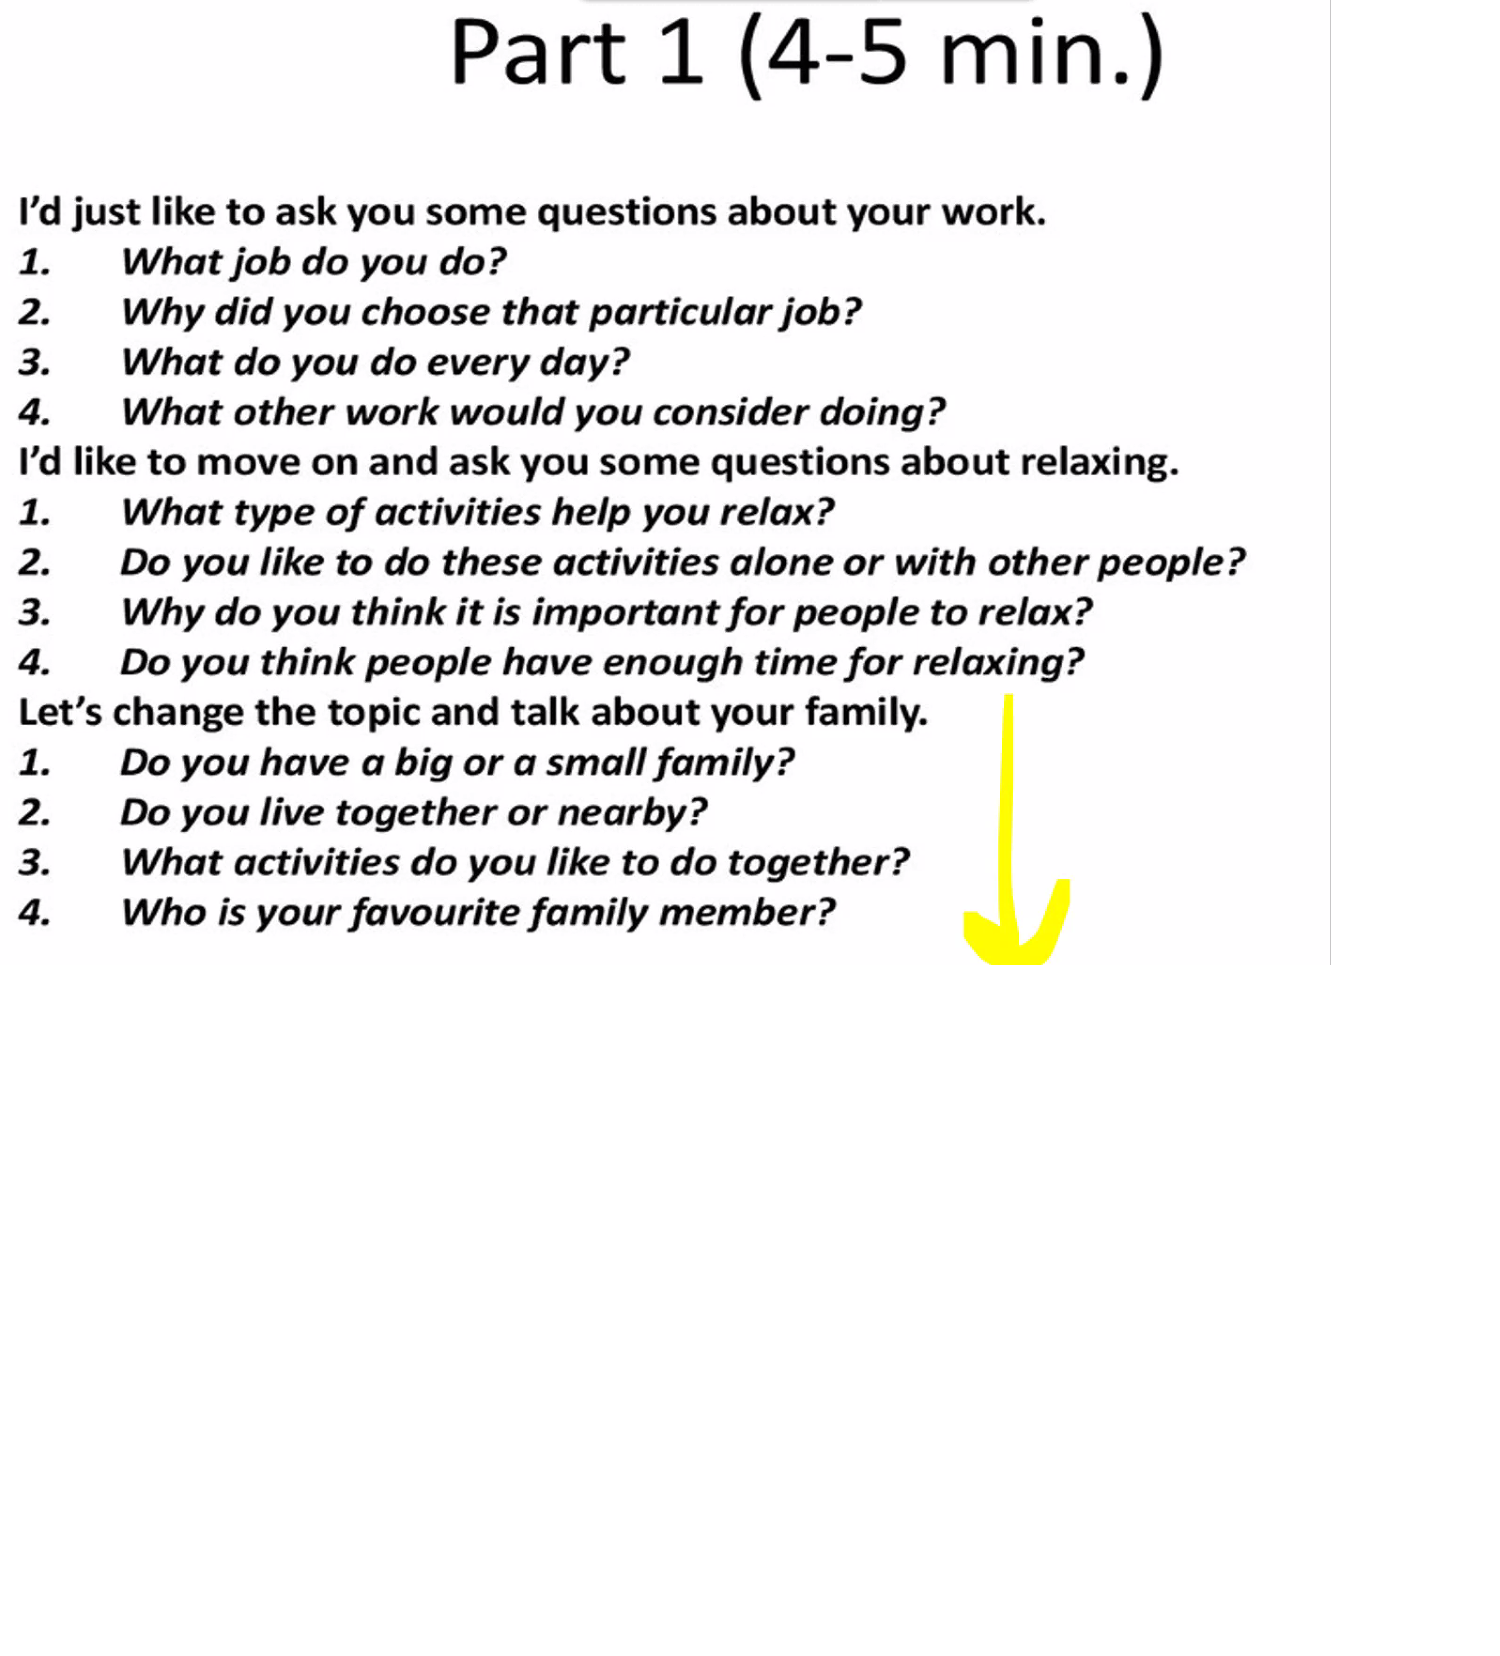 Part 1 (4-5 min.)
I’d just like to ask you some questions about your work.
1. What job do you do?
2. Why did you choose that particular job?
3. What do you do every day?
4. What other work would you consider doing?
I’d like to move on and ask you some questions about relaxing.
1. What type of activities help you relax?
2. Do you like to do these activities alone or with other people?
3. Why do you think it is important for people to relax?
4. Do you think people have enough time for relaxing?
Let’s change the topic and talk about your family.
1. Do you have a big or a small family?
2. Do you live together or nearby?
3. What activities do you like to do together?
4. Who is your favourite family member?